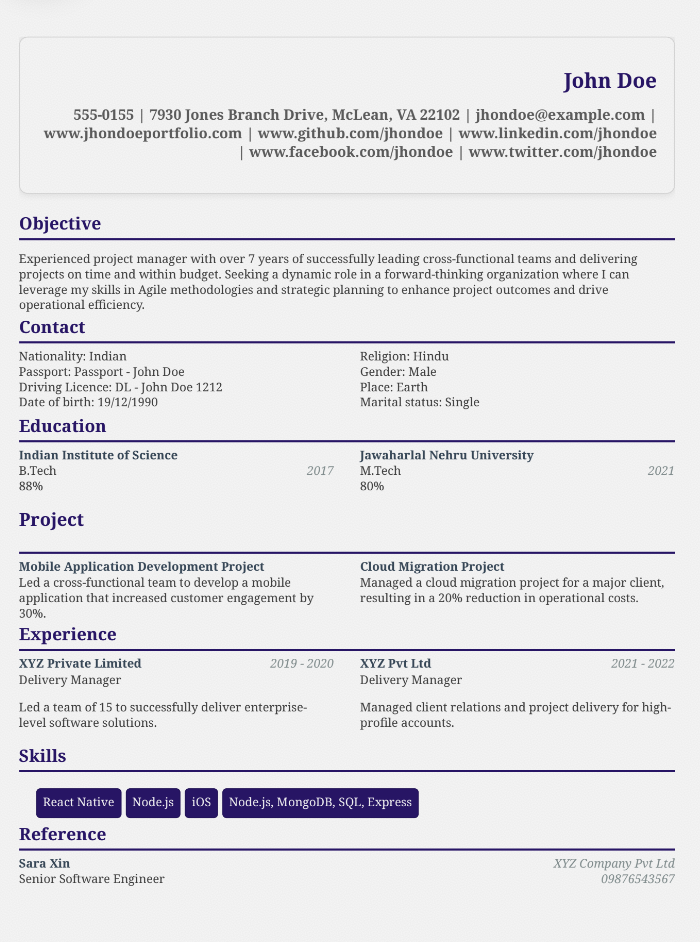 John Doe
555-0155 | 7930 Jones Branch Drive, McLean, VA 22102 | jhondoe@example.com |
www.jhondoeportfolio.com | www.github.com/jhondoe | www.linkedin.com/jhondoe
| www.facebook.com/jhondoe | www.twitter.com/jhondoe
Objective
Experienced project manager with over 7 years of successfully leading cross-functional teams and delivering
projects on time and within budget. Seeking a dynamic role in a forward-thinking organization where I can
leverage my skills in Agile methodologies and strategic planning to enhance project outcomes and drive
operational efficiency.
Contact
Nationality: Indian
Passport: Passport - John Doe
Driving Licence: DL - John Doe 1212
Date of birth: 19/12/1990
Religion: Hindu
Gender: Male
Place: Earth
Marital status: Single
Education
Indian Institute of Science
B.Tech 2017
88%
Jawaharlal Nehru University
M.Tech 2021
80%
Project
Mobile Application Development Project
Led a cross-functional team to develop a mobile
application that increased customer engagement by
30%.
Cloud Migration Project
Managed a cloud migration project for a major client,
resulting in a 20% reduction in operational costs.
Experience
XYZ Private Limited 2019 - 2020
Delivery Manager
Led a team of 15 to successfully deliver enterprise-
level software solutions.
XYZ Pvt Ltd 2021 - 2022
Delivery Manager
Managed client relations and project delivery for high-
profile accounts.
Skills
React Native Node.js iOS Node.js, MongoDB, SQL, Express
Reference
Sara Xin XYZ Company Pvt Ltd
Senior Software Engineer 09876543567